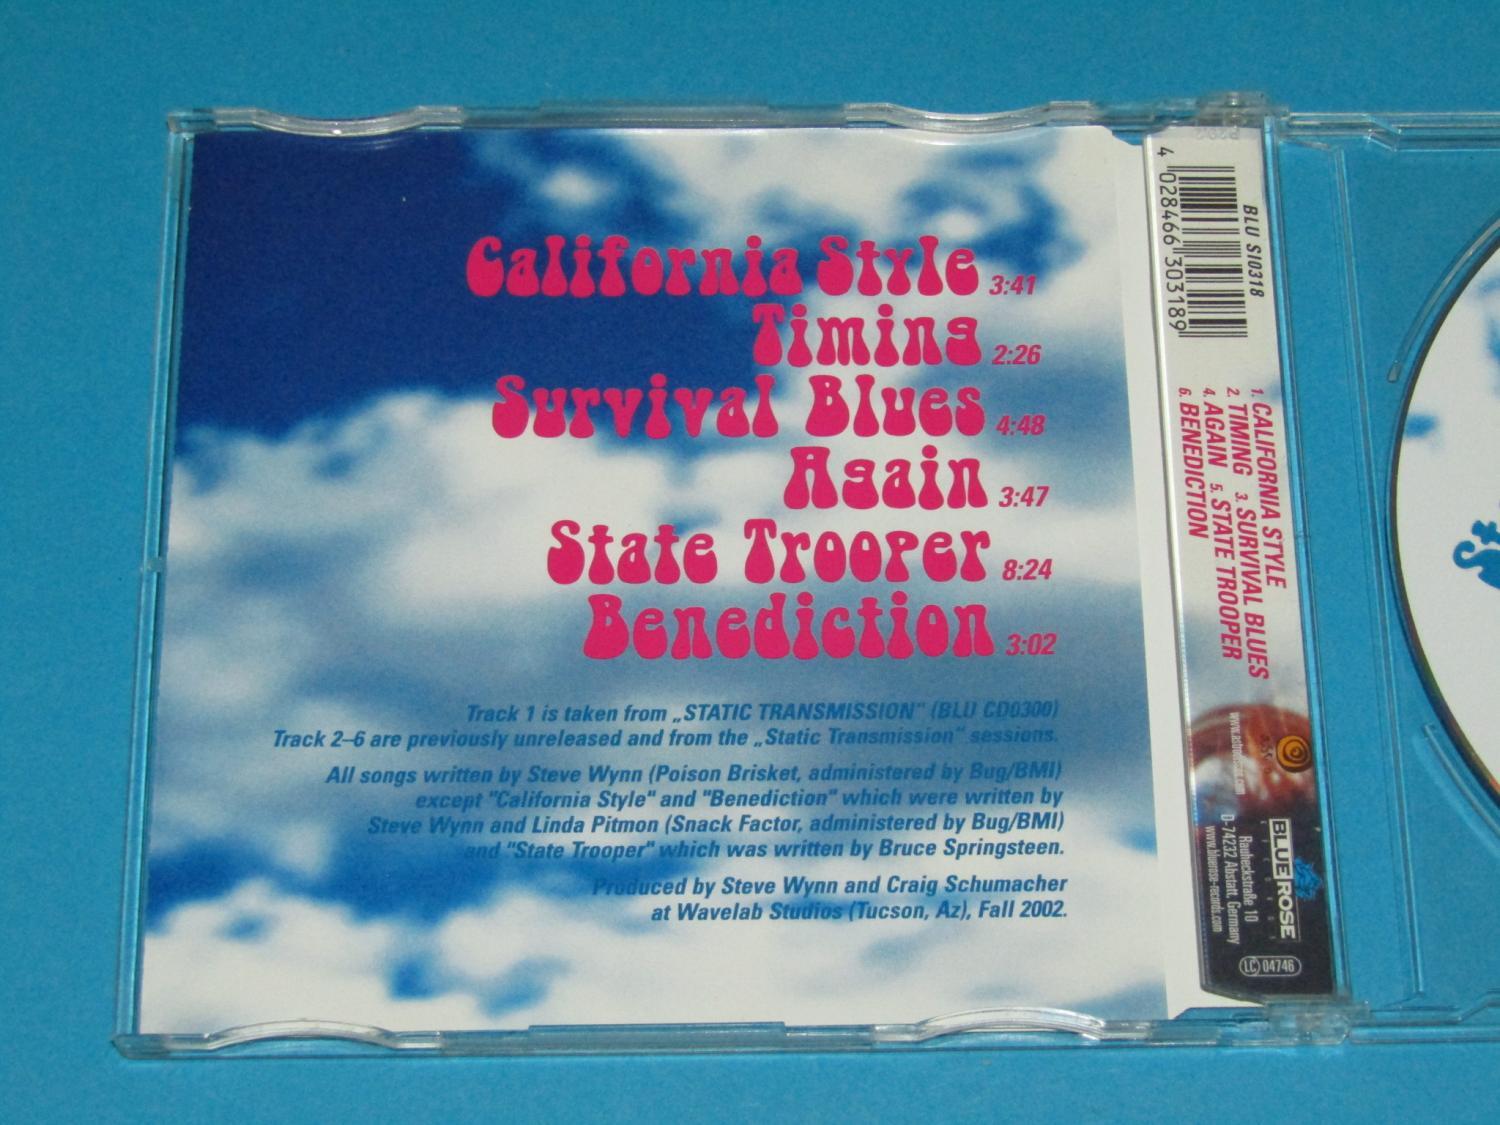 California Style 3:41
Timing 2:26
Survival Blues 4:48
Again 3:47
State Trooper 8:24
Benediction 3:02
Track 1 is taken from „STATIC TRANSMISSION" (BLU CD0300)
Track 2–6 are previously unreleased and from the „Static Transmission" sessions.
All songs written by Steve Wynn (Poison Brisket, administered by Bug/BMI)
except "California Style" and "Benediction" which were written by
Steve Wynn and Linda Pitmon (Snack Factor, administered by Bug/BMI)
and "State Trooper" which was written by Bruce Springsteen.
Produced by Steve Wynn and Craig Schumacher
at Wavelab Studios (Tucson, Az), Fall 2002.
BLU SI0318
4 028466 303189
1. CALIFORNIA STYLE
2. TIMING 3. SURVIVAL BLUES
4. AGAIN 5. STATE TROOPER
6. BENEDICTION
BLUE ROSE
RECORDS
Rauheckstraße 10
D-74232 Abstatt, Germany
www.bluerose-records.com
LC 04746